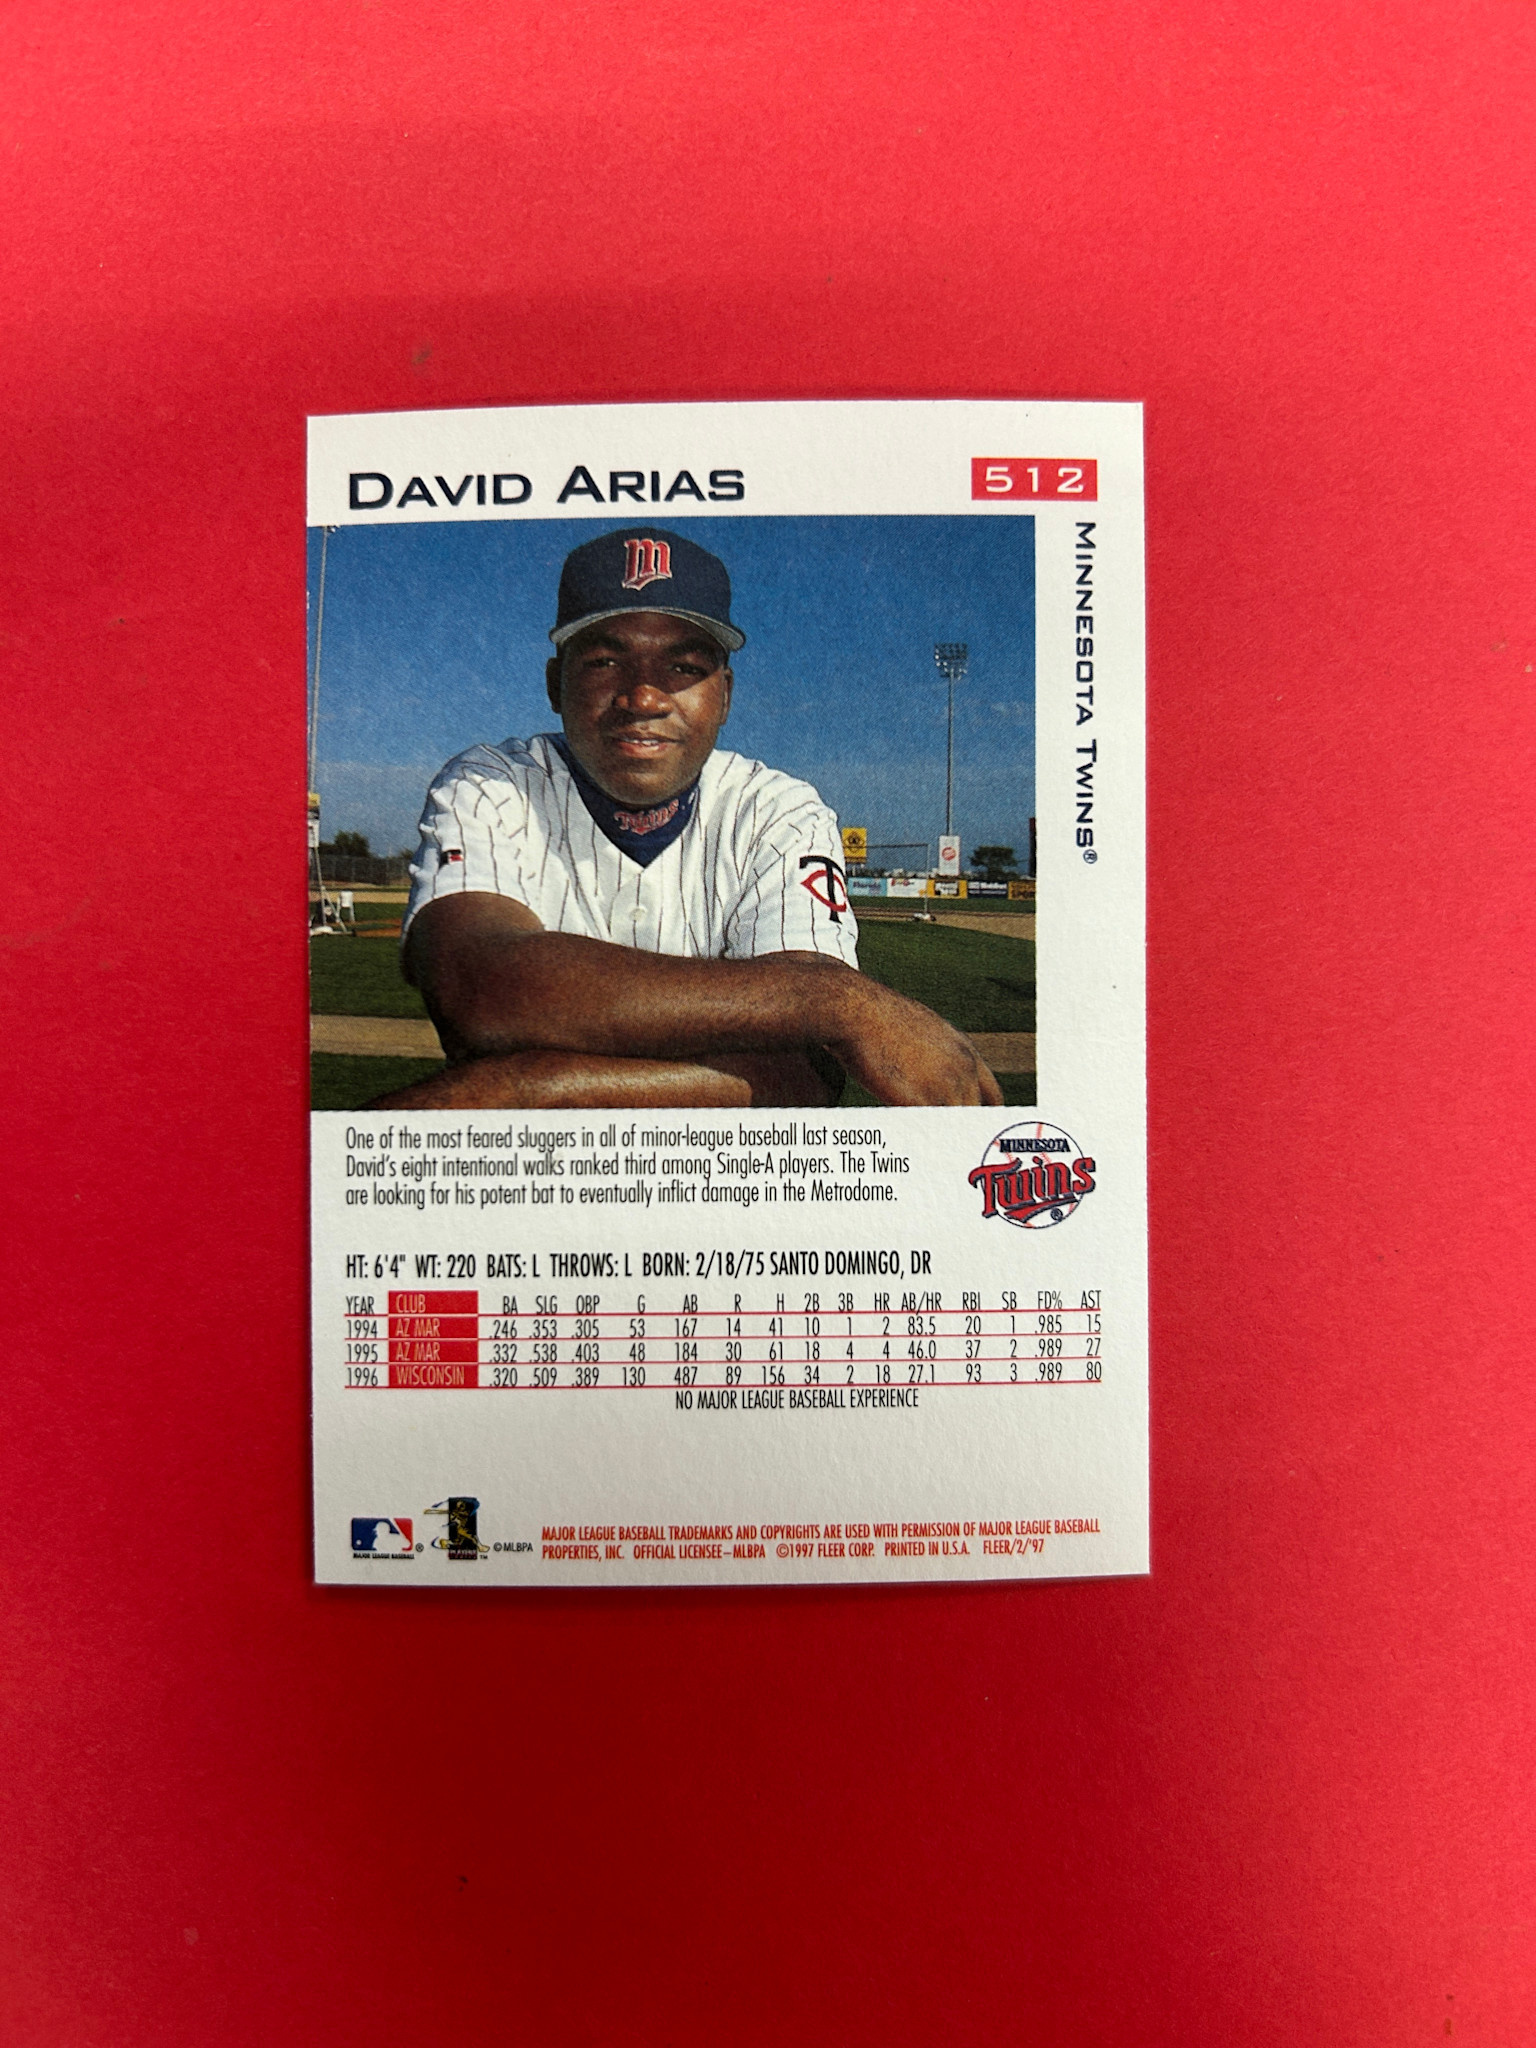 DAVID ARIAS
512
MINNESOTA TWINS®
M
Twins
TC
Florida
One of the most feared sluggers in all of minor-league baseball last season,
David's eight intentional walks ranked third among Single-A players. The Twins
are looking for his potent bat to eventually inflict damage in the Metrodome.
MINNESOTA
Twins
®
HT: 6'4" WT: 220 BATS: L THROWS: L BORN: 2/18/75 SANTO DOMINGO, DR
YEAR CLUB BA SLG OBP G AB R H 2B 3B HR AB/HR RBI SB FD% AST
1994 AZ MAR .246 .353 .305 53 167 14 41 10 1 2 83.5 20 1 .985 15
1995 AZ MAR .332 .538 .403 48 184 30 61 18 4 4 46.0 37 2 .989 27
1996 WISCONSIN .320 .509 .389 130 487 89 156 34 2 18 27.1 93 3 .989 80
NO MAJOR LEAGUE BASEBALL EXPERIENCE
MAJOR LEAGUE BASEBALL
®
TM
© MLBPA
MAJOR LEAGUE BASEBALL TRADEMARKS AND COPYRIGHTS ARE USED WITH PERMISSION OF MAJOR LEAGUE BASEBALL
PROPERTIES, INC. OFFICIAL LICENSEE–MLBPA ©1997 FLEER CORP. PRINTED IN U.S.A. FLEER/2/'97